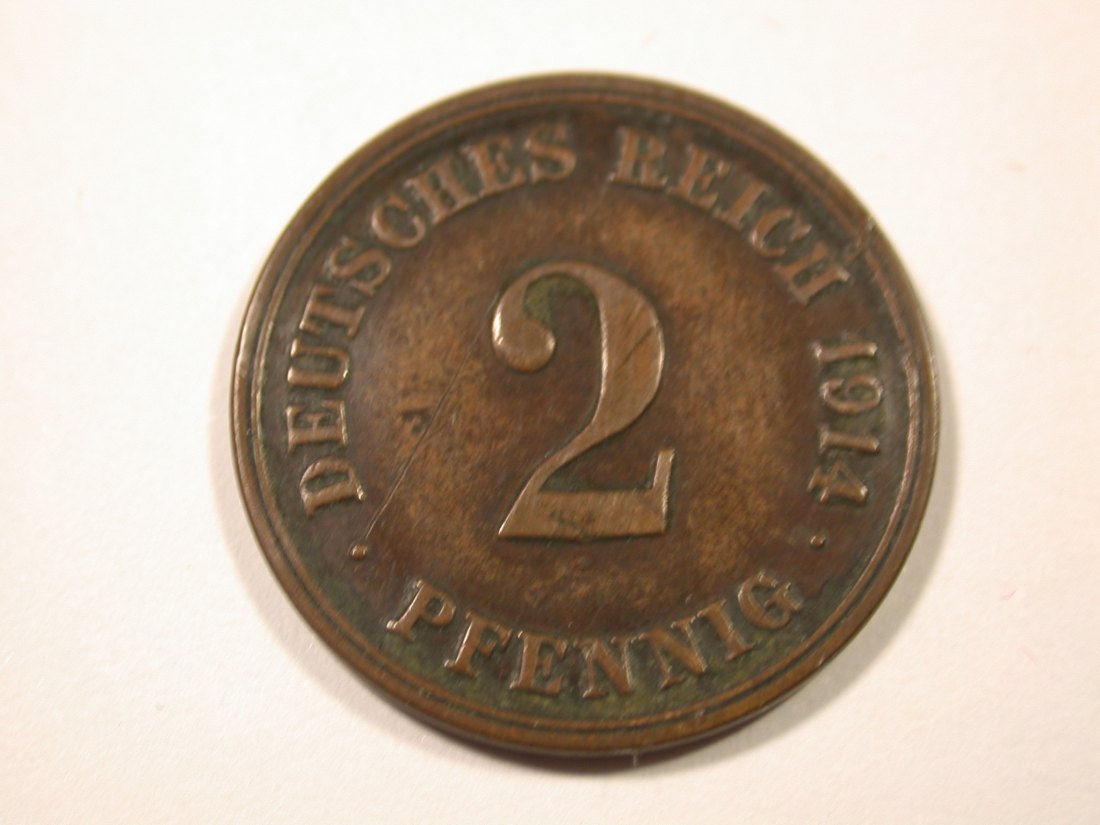 DEUTSCHES REICH 1914
2
· PFENNIG ·